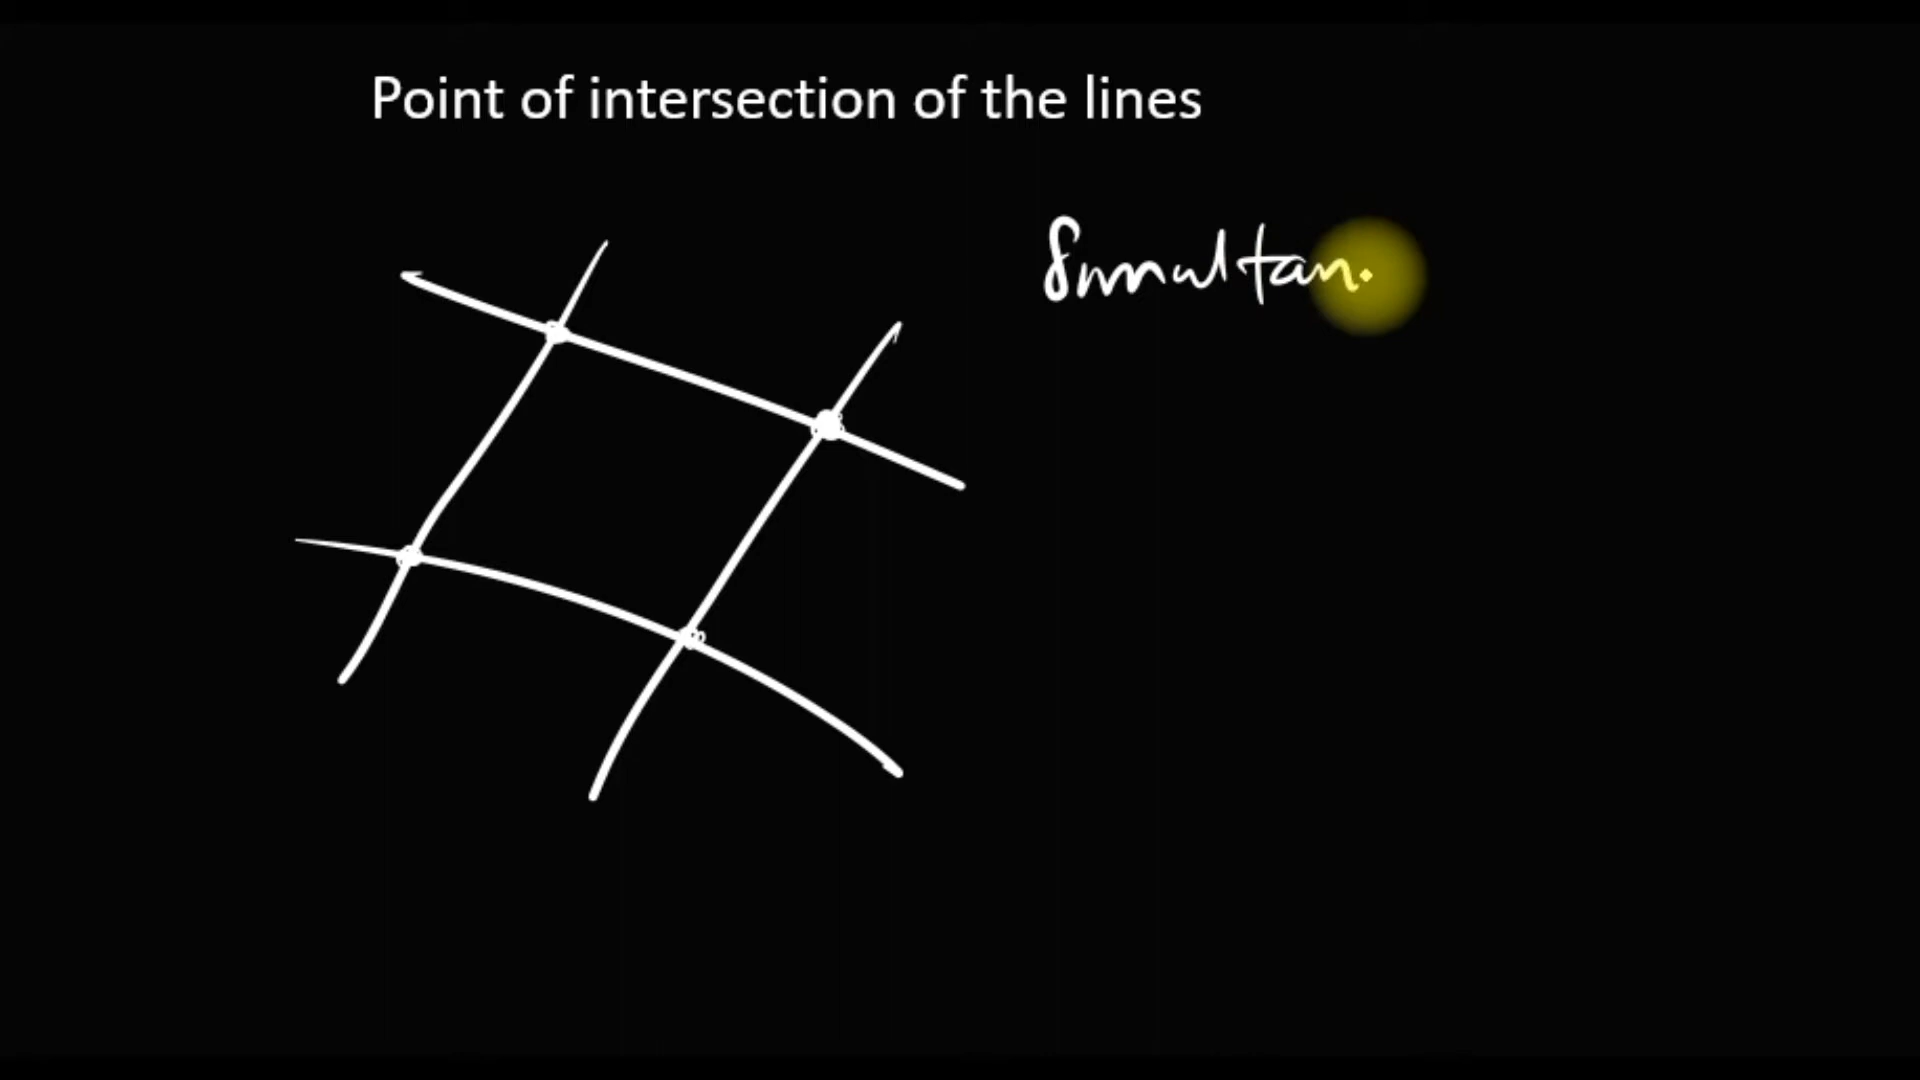 Point of intersection of the lines
Simultan